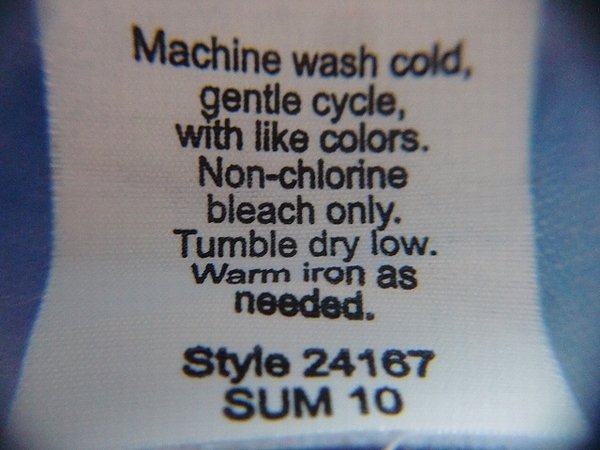 Machine wash cold,
gentle cycle,
with like colors.
Non-chlorine
bleach only.
Tumble dry low.
Warm iron as
needed.
Style 24167
SUM 10